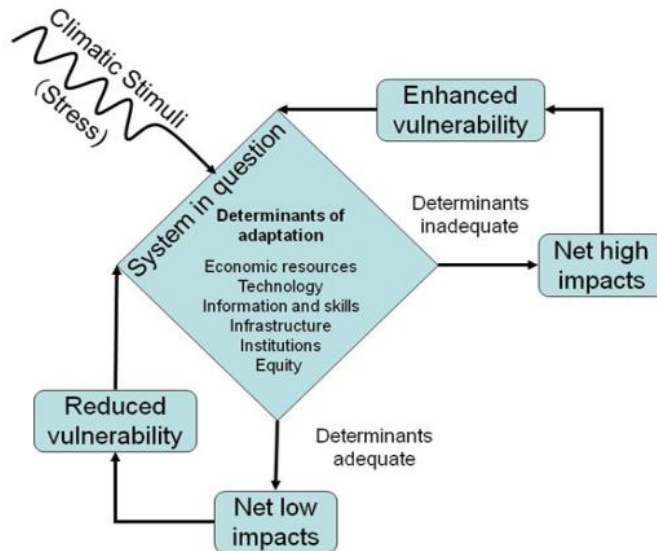 Climatic Stimuli
(Stress)
System in question
Enhanced
vulnerability
Determinants of
adaptation
Economic resources
Technology
Information and skills
Infrastructure
Institutions
Equity
Determinants
inadequate
Net high
impacts
Reduced
vulnerability
Determinants
adequate
Net low
impacts